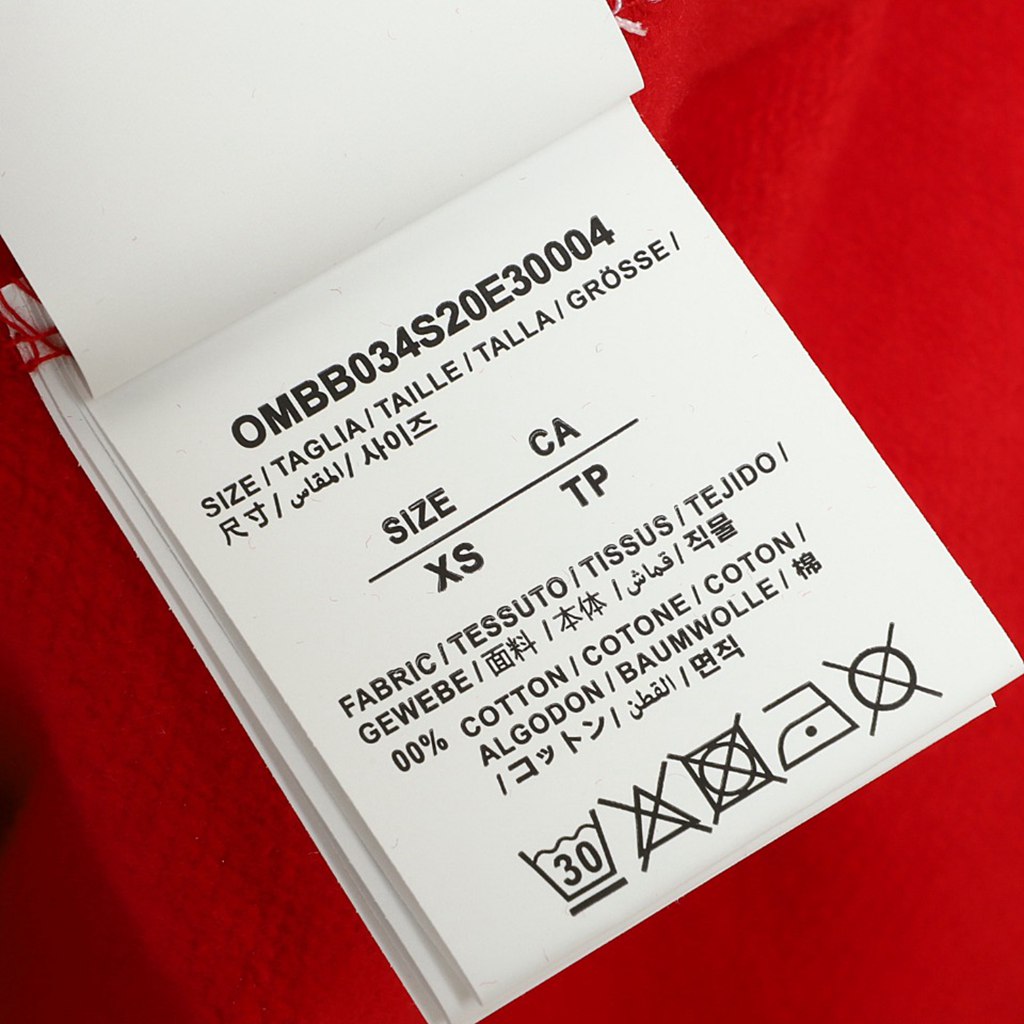 OMBB034S20E30004
SIZE / TAGLIA / TAILLE / TALLA / GRÖSSE /
尺寸 / المقاس / 사이즈
SIZE CA
XS TP
FABRIC / TESSUTO / TISSUS / TEJIDO /
GEWEBE / 面料 / 本体 / قماش / 직물
00% COTTON / COTONE / COTON /
ALGODON / BAUMWOLLE / 棉
/ コットン / القطن / 면직
30